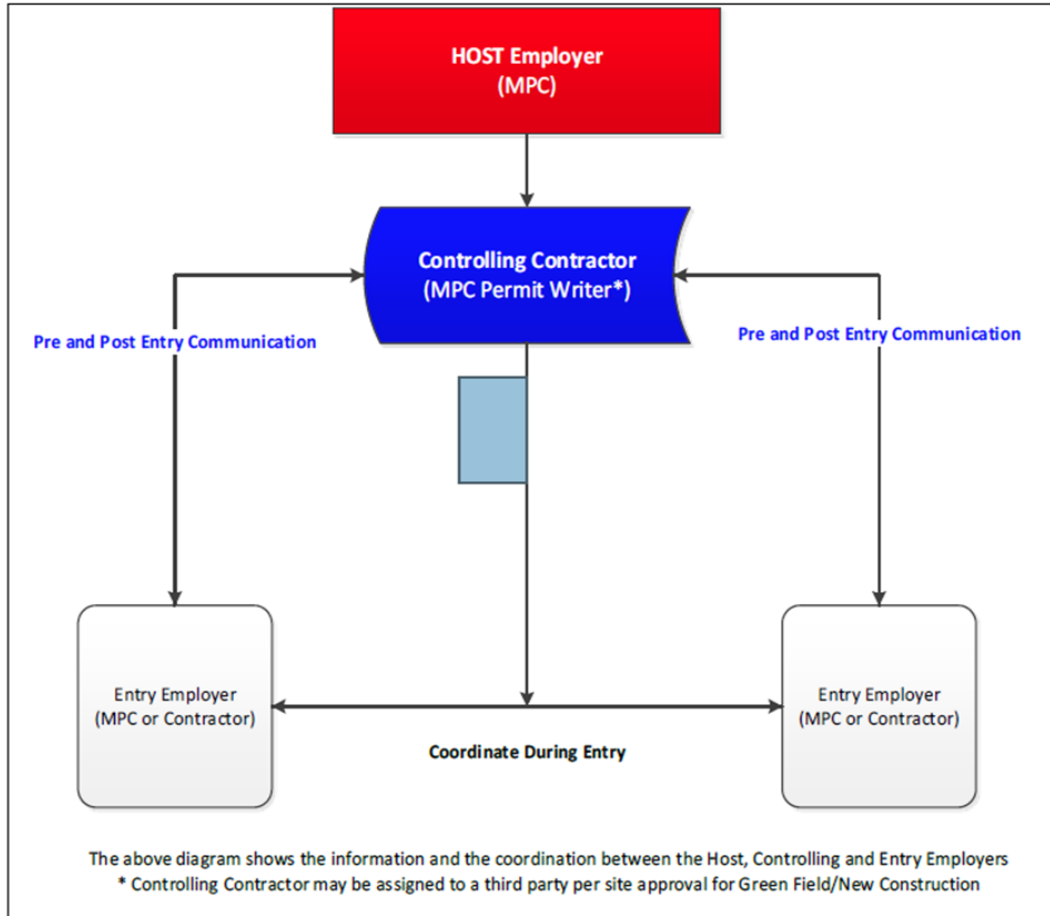 HOST Employer
(MPC)
Controlling Contractor
(MPC Permit Writer*)
Pre and Post Entry Communication
Pre and Post Entry Communication
Entry Employer
(MPC or Contractor)
Entry Employer
(MPC or Contractor)
Coordinate During Entry
The above diagram shows the information and the coordination between the Host, Controlling and Entry Employers
* Controlling Contractor may be assigned to a third party per site approval for Green Field/New Construction